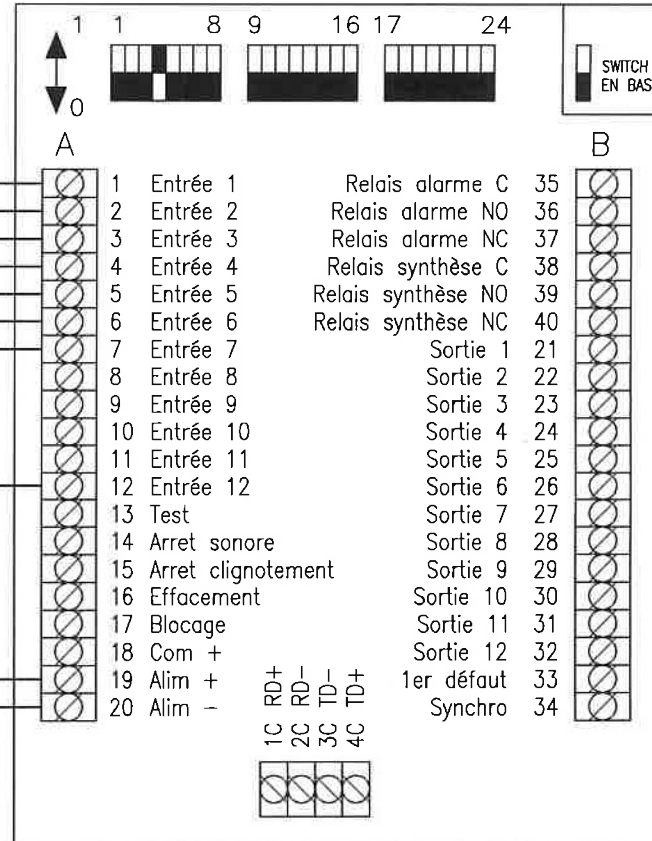 1 1 8 9 16 17 24
0
SWITCH
EN BAS
A B
1 Entrée 1 Relais alarme C 35
2 Entrée 2 Relais alarme NO 36
3 Entrée 3 Relais alarme NC 37
4 Entrée 4 Relais synthèse C 38
5 Entrée 5 Relais synthèse NO 39
6 Entrée 6 Relais synthèse NC 40
7 Entrée 7 Sortie 1 21
8 Entrée 8 Sortie 2 22
9 Entrée 9 Sortie 3 23
10 Entrée 10 Sortie 4 24
11 Entrée 11 Sortie 5 25
12 Entrée 12 Sortie 6 26
13 Test Sortie 7 27
14 Arret sonore Sortie 8 28
15 Arret clignotement Sortie 9 29
16 Effacement Sortie 10 30
17 Blocage Sortie 11 31
18 Com + Sortie 12 32
19 Alim + 1er défaut 33
20 Alim - Synchro 34
1C RD+
2C RD-
3C TD-
4C TD+